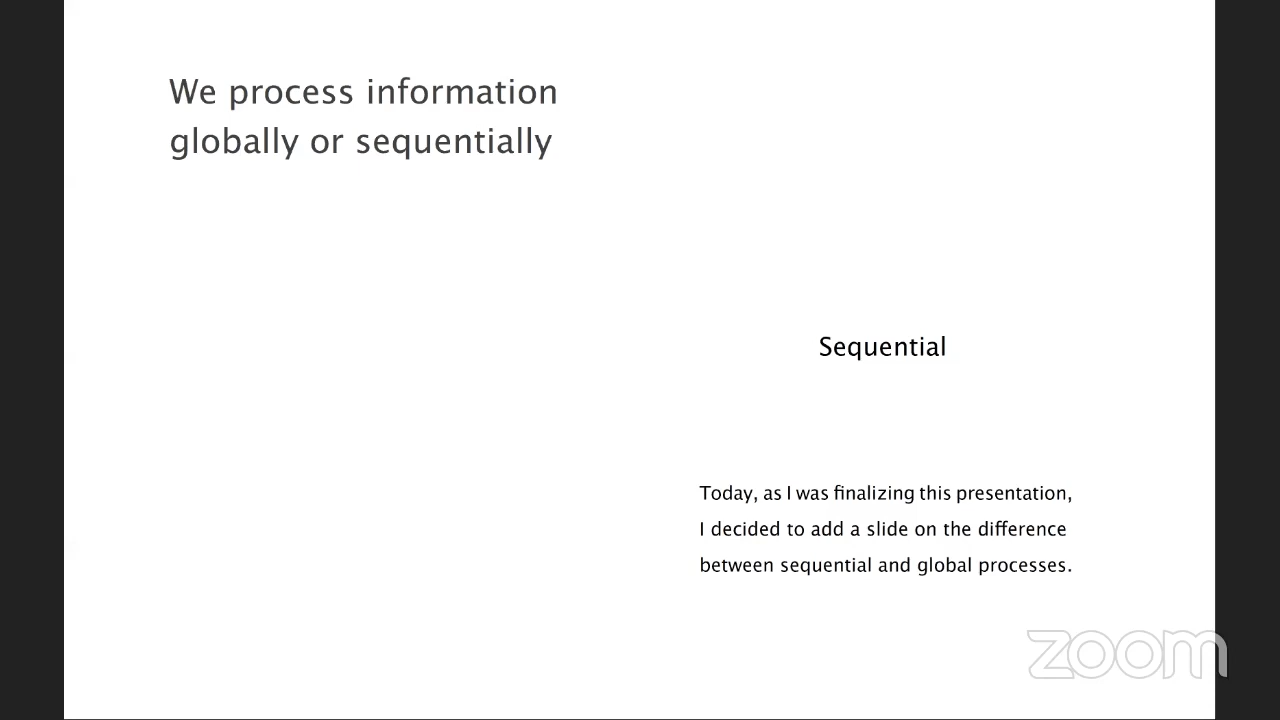 We process information
globally or sequentially
Sequential
Today, as I was finalizing this presentation,
I decided to add a slide on the difference
between sequential and global processes.
zoom